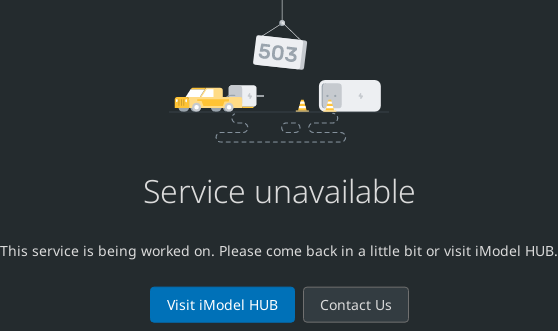 503
Service unavailable
This service is being worked on. Please come back in a little bit or visit iModel HUB.
Visit iModel HUB
Contact Us